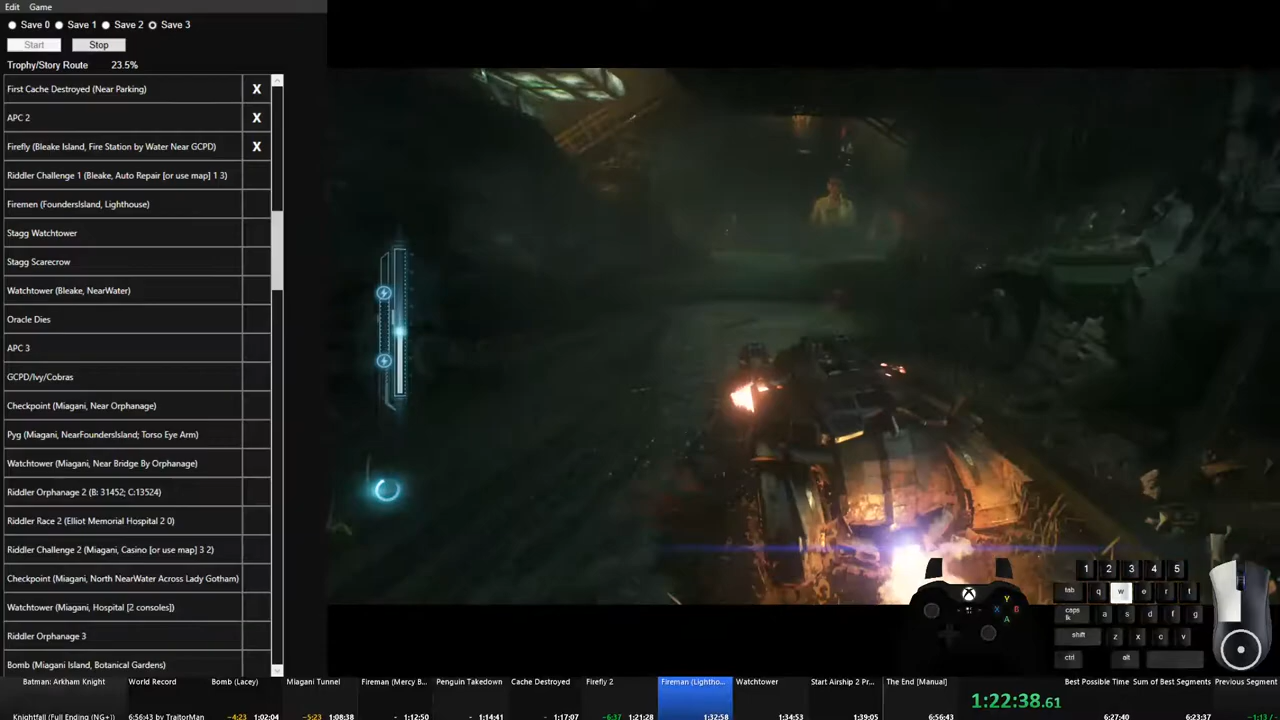 Edit Game
Save 0 Save 1 Save 2 Save 3
Start Stop
Trophy/Story Route 23.5%
First Cache Destroyed (Near Parking) X
APC 2 X
Firefly (Bleake Island, Fire Station by Water Near GCPD) X
Riddler Challenge 1 (Bleake, Auto Repair [or use map] 1 3)
Firemen (FoundersIsland, Lighthouse)
Stagg Watchtower
Stagg Scarecrow
Watchtower (Bleake, NearWater)
Oracle Dies
APC 3
GCPD/Ivy/Cobras
Checkpoint (Miagani, Near Orphanage)
Pyg (Miagani, NearFoundersIsland; Torso Eye Arm)
Watchtower (Miagani, Near Bridge By Orphanage)
Riddler Orphanage 2 (B: 31452; C:13524)
Riddler Race 2 (Elliot Memorial Hospital 2 0)
Riddler Challenge 2 (Miagani, Casino [or use map] 3 2)
Checkpoint (Miagani, North NearWater Across Lady Gotham)
Watchtower (Miagani, Hospital [2 consoles])
Riddler Orphanage 3
Bomb (Miagani Island, Botanical Gardens)
1 2 3 4 5
tab q w e r t
caps lk a s d f g
shift z x c v
ctrl alt
Y
X B
A
Batman: Arkham Knight World Record Bomb (Lacey) Miagani Tunnel Fireman (Mercy B... Penguin Takedown Cache Destroyed Firefly 2 Fireman (Lightho... Watchtower Start Airship 2 Pr... The End [Manual] 1:22:38.61 Best Possible Time Sum of Best Segments Previous Segment
Knightfall (Full Ending (NG+)) 6:56:43 by TraitorMan -4:23 1:02:04 -5:23 1:08:38 1:12:50 1:14:41 1:17:07 -6:37 1:21:28 1:32:58 1:34:53 1:39:05 6:56:43 6:27:40 6:23:37